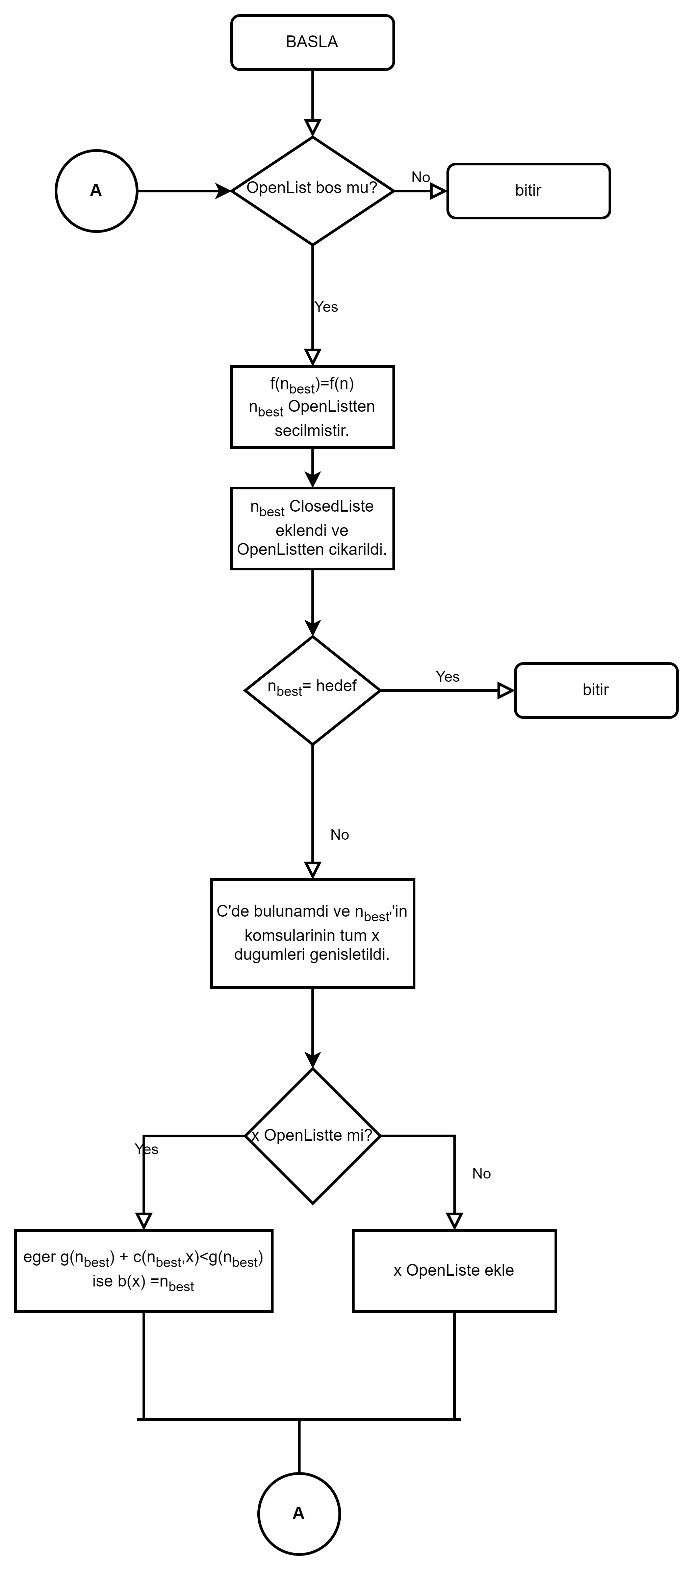 BASLA
A
OpenList bos mu?
No
bitir
Yes
f(nbest)=f(n)
nbest OpenListten
secilmistir.
nbest ClosedListe
eklendi ve
OpenListten cikarildi.
nbest= hedef
Yes
bitir
No
C'de bulunamdi ve nbest''in
komsularinin tum x
dugumleri genisletildi.
x OpenListte mi?
Yes
No
eger g(nbest) + c(nbest,x)<g(nbest)
ise b(x) =nbest
x OpenListe ekle
A